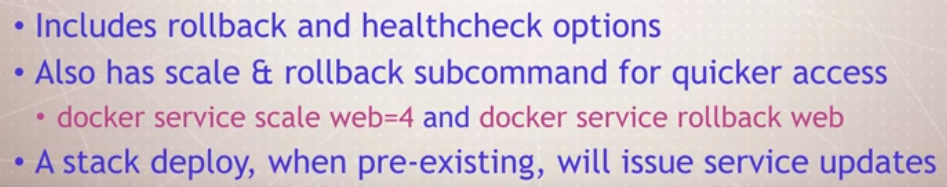 • Includes rollback and healthcheck options
• Also has scale & rollback subcommand for quicker access
• docker service scale web=4 and docker service rollback web
• A stack deploy, when pre-existing, will issue service updates